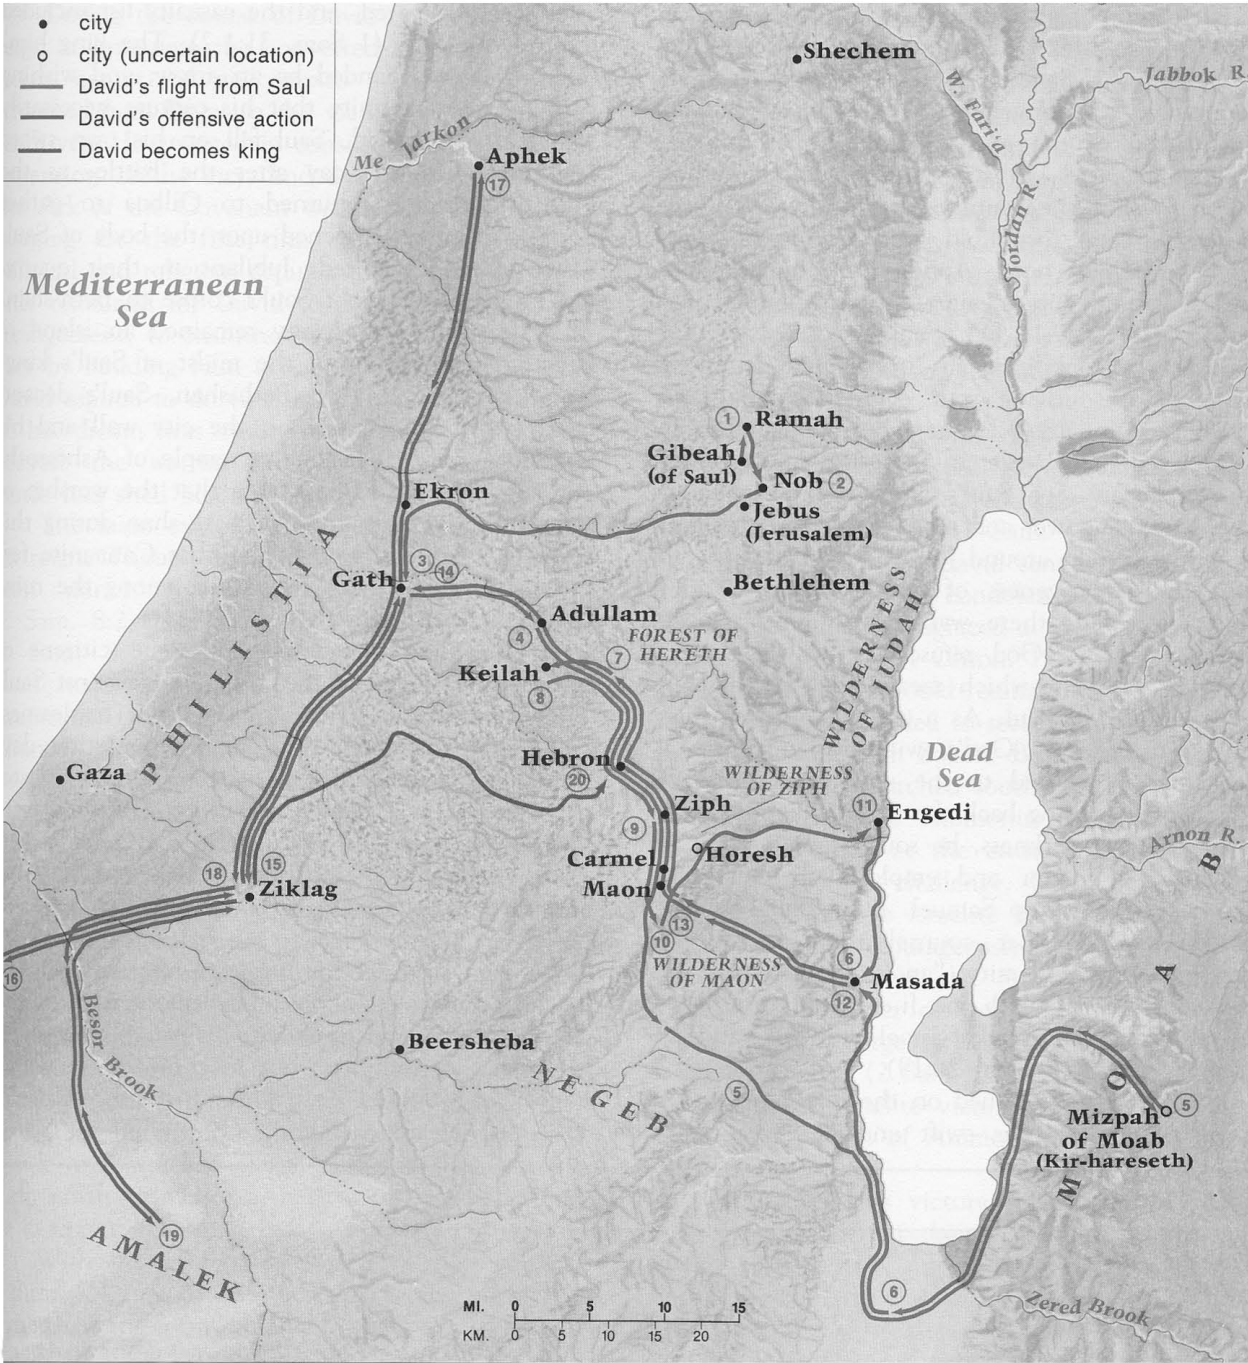 city
city (uncertain location)
David's flight from Saul
David's offensive action
David becomes king
Shechem
Jabbok R.
W. Fari'a
Me Jarkon
Aphek
17
Jordan R.
Mediterranean
Sea
1
Ramah
Gibeah
(of Saul)
Nob
2
Jebus
(Jerusalem)
Ekron
PHILISTIA
3
14
Gath
Bethlehem
Adullam
4
FOREST OF
HERETH
7
Keilah
8
WILDERNESS
OF JUDAH
Hebron
20
Dead
Sea
Gaza
WILDERNESS
OF ZIPH
Ziph
11
Engedi
9
Horesh
Arnon R.
Carmel
Maon
18
15
Ziklag
13
10
WILDERNESS
OF MAON
6
Masada
12
16
Besor Brook
Beersheba
NEGEB
5
MOAB
5
Mizpah
of Moab
(Kir-hareseth)
19
AMALEK
6
Zered Brook
MI. 0 5 10 15
KM. 0 5 10 15 20